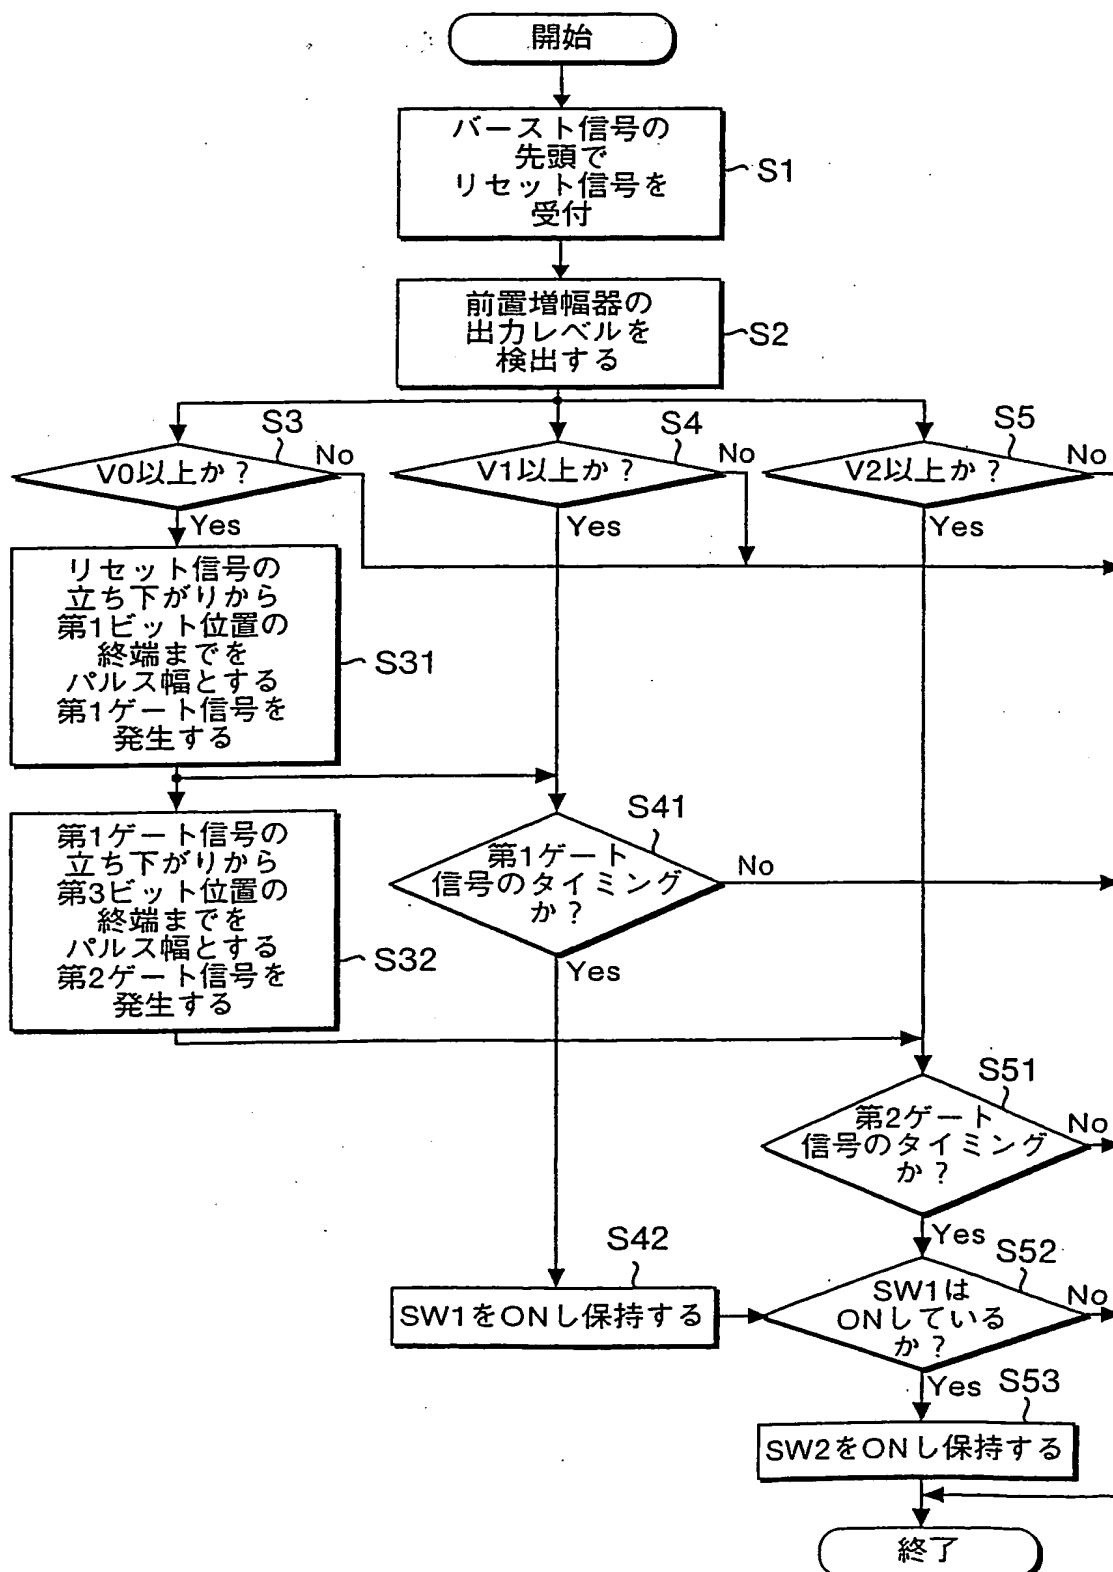 開始
バースト信号の
先頭で
リセット信号を
受付
S1
前置増幅器の
出力レベルを
検出する
S2
S3
V0以上か?
No
Yes
S4
V1以上か?
No
Yes
S5
V2以上か?
No
Yes
リセット信号の
立ち下がりから
第1ビット位置の
終端までを
パルス幅とする
第1ゲート信号を
発生する
S31
第1ゲート信号の
立ち下がりから
第3ビット位置の
終端までを
パルス幅とする
第2ゲート信号を
発生する
S32
S41
第1ゲート
信号のタイミング
か?
No
Yes
S51
第2ゲート
信号のタイミング
か?
No
Yes
S42
SW1をONし保持する
S52
SW1は
ONしている
か?
No
Yes
S53
SW2をONし保持する
終了